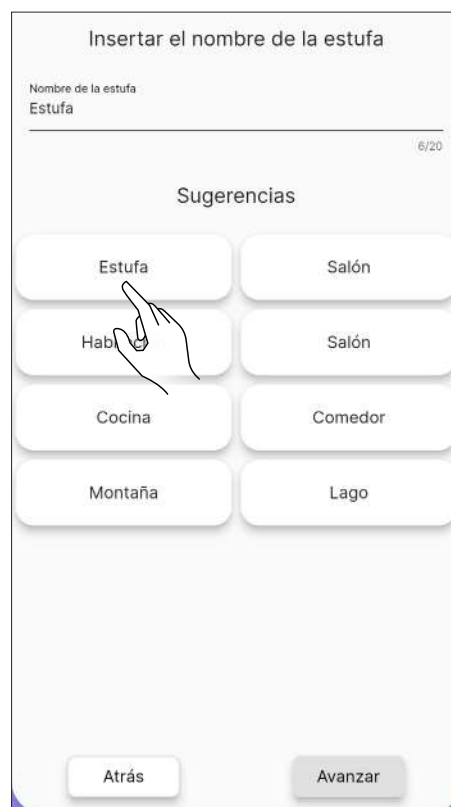 Insertar el nombre de la estufa
Nombre de la estufa
Estufa
6/20
Sugerencias
Estufa Salón
Salón
Cocina Comedor
Montaña Lago
Atrás Avanzar